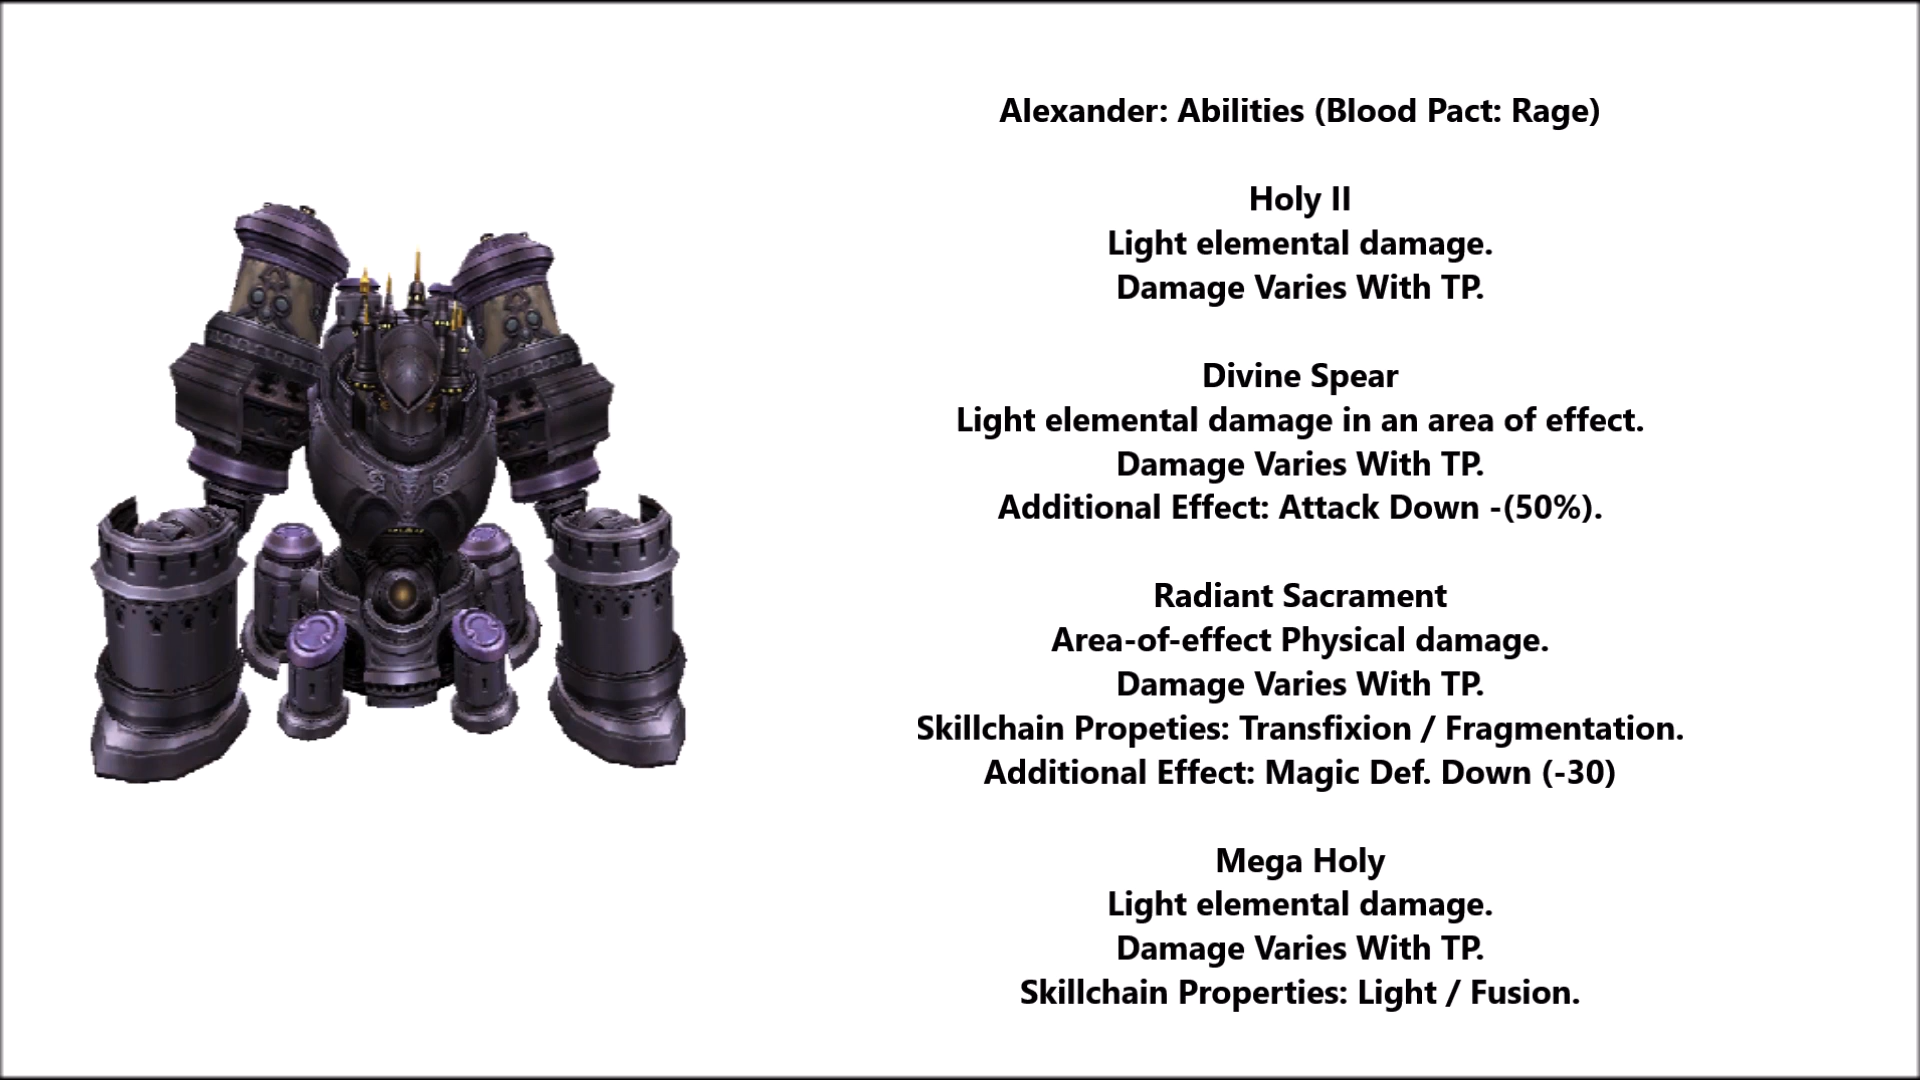 Alexander: Abilities (Blood Pact: Rage)
Holy II
Light elemental damage.
Damage Varies With TP.
Divine Spear
Light elemental damage in an area of effect.
Damage Varies With TP.
Additional Effect: Attack Down -(50%).
Radiant Sacrament
Area-of-effect Physical damage.
Damage Varies With TP.
Skillchain Propeties: Transfixion / Fragmentation.
Additional Effect: Magic Def. Down (-30)
Mega Holy
Light elemental damage.
Damage Varies With TP.
Skillchain Properties: Light / Fusion.